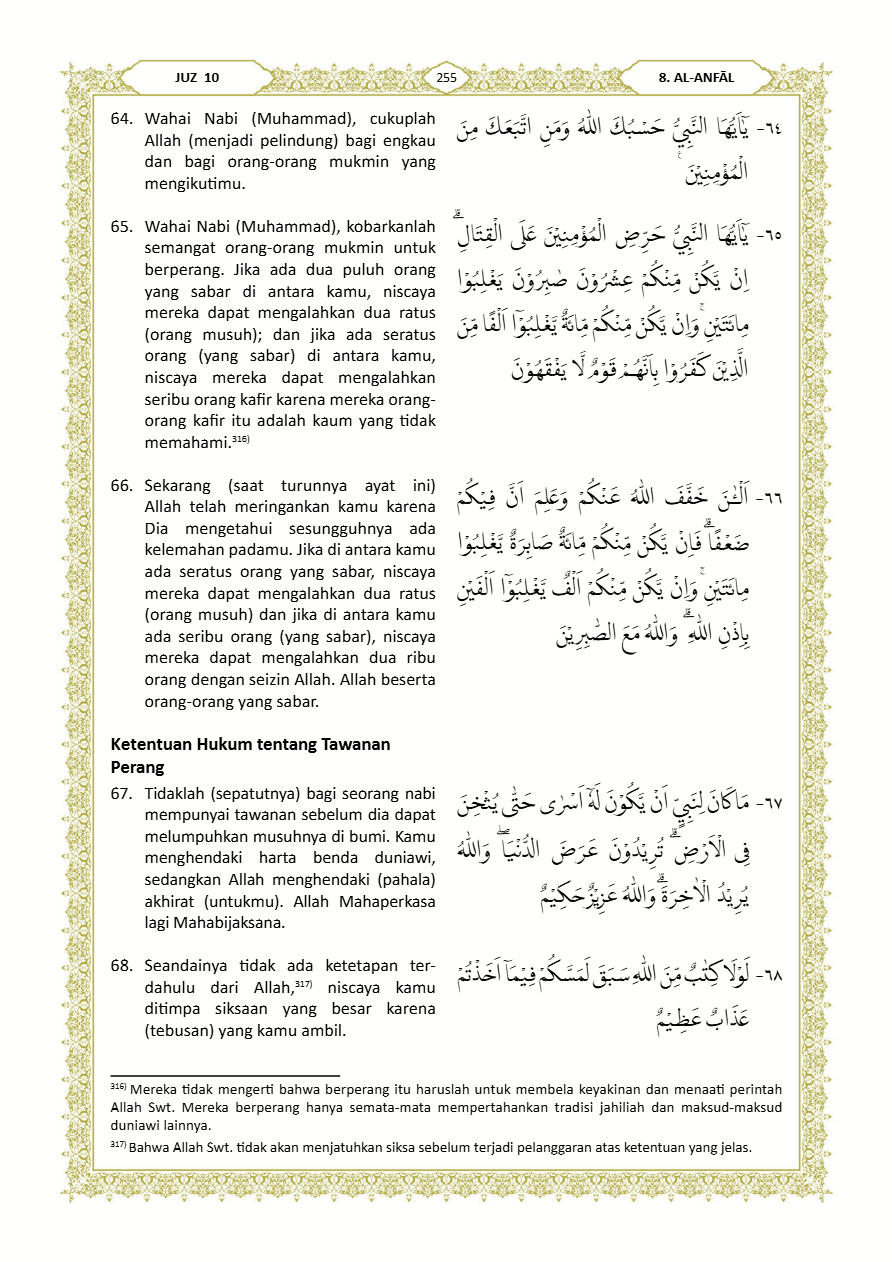 JUZ 10
255
8. AL-ANFĀL
64. Wahai Nabi (Muhammad), cukuplah
Allah (menjadi pelindung) bagi engkau
dan bagi orang-orang mukmin yang
mengikutimu.
٦٤- يٰٓاَيُّهَا النَّبِيُّ حَسْبُكَ اللّٰهُ وَمَنِ اتَّبَعَكَ مِنَ
الْمُؤْمِنِيْنَ ࣖ
65. Wahai Nabi (Muhammad), kobarkanlah
semangat orang-orang mukmin untuk
berperang. Jika ada dua puluh orang
yang sabar di antara kamu, niscaya
mereka dapat mengalahkan dua ratus
(orang musuh); dan jika ada seratus
orang (yang sabar) di antara kamu,
niscaya mereka dapat mengalahkan
seribu orang kafir karena mereka orang-
orang kafir itu adalah kaum yang tidak
memahami.316)
٦٥- يٰٓاَيُّهَا النَّبِيُّ حَرِّضِ الْمُؤْمِنِيْنَ عَلَى الْقِتَالِۗ
اِنْ يَّكُنْ مِّنْكُمْ عِشْرُوْنَ صٰبِرُوْنَ يَغْلِبُوْا
مِائَتَيْنِۚ وَاِنْ يَّكُنْ مِّنْكُمْ مِّائَةٌ يَّغْلِبُوْٓا اَلْفًا مِّنَ
الَّذِيْنَ كَفَرُوْا بِاَنَّهُمْ قَوْمٌ لَّا يَفْقَهُوْنَ
66. Sekarang (saat turunnya ayat ini)
Allah telah meringankan kamu karena
Dia mengetahui sesungguhnya ada
kelemahan padamu. Jika di antara kamu
ada seratus orang yang sabar, niscaya
mereka dapat mengalahkan dua ratus
(orang musuh) dan jika di antara kamu
ada seribu orang (yang sabar), niscaya
mereka dapat mengalahkan dua ribu
orang dengan seizin Allah. Allah beserta
orang-orang yang sabar.
٦٦- اَلْـٰٔنَ خَفَّفَ اللّٰهُ عَنْكُمْ وَعَلِمَ اَنَّ فِيْكُمْ
ضَعْفًاۗ فَاِنْ يَّكُنْ مِّنْكُمْ مِّائَةٌ صَابِرَةٌ يَّغْلِبُوْا
مِائَتَيْنِۚ وَاِنْ يَّكُنْ مِّنْكُمْ اَلْفٌ يَّغْلِبُوْٓا اَلْفَيْنِ
بِاِذْنِ اللّٰهِۗ وَاللّٰهُ مَعَ الصّٰبِرِيْنَ
Ketentuan Hukum tentang Tawanan
Perang
67. Tidaklah (sepatutnya) bagi seorang nabi
mempunyai tawanan sebelum dia dapat
melumpuhkan musuhnya di bumi. Kamu
menghendaki harta benda duniawi,
sedangkan Allah menghendaki (pahala)
akhirat (untukmu). Allah Mahaperkasa
lagi Mahabijaksana.
٦٧- مَاكَانَ لِنَبِيٍّ اَنْ يَّكُوْنَ لَهٗٓ اَسْرٰى حَتّٰى يُثْخِنَ
فِى الْاَرْضِۗ تُرِيْدُوْنَ عَرَضَ الدُّنْيَاۖ وَاللّٰهُ
يُرِيْدُ الْاٰخِرَةَۗ وَاللّٰهُ عَزِيْزٌحَكِيْمٌ
68. Seandainya tidak ada ketetapan ter-
dahulu dari Allah,317) niscaya kamu
ditimpa siksaan yang besar karena
(tebusan) yang kamu ambil.
٦٨- لَوْلَا كِتٰبٌ مِّنَ اللّٰهِ سَبَقَ لَمَسَّكُمْ فِيْمَآ اَخَذْتُمْ
عَذَابٌ عَظِيْمٌ
316) Mereka tidak mengerti bahwa berperang itu haruslah untuk membela keyakinan dan menaati perintah
Allah Swt. Mereka berperang hanya semata-mata mempertahankan tradisi jahiliah dan maksud-maksud
duniawi lainnya.
317) Bahwa Allah Swt. tidak akan menjatuhkan siksa sebelum terjadi pelanggaran atas ketentuan yang jelas.